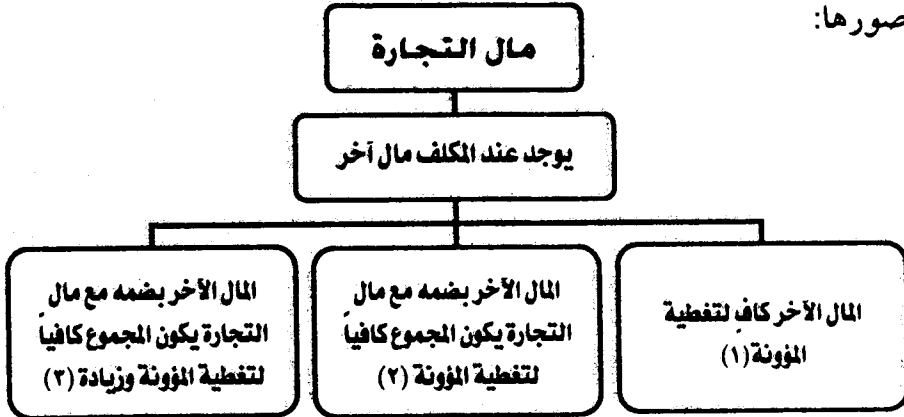 صورها:
مال التجارة
يوجد عند المكلف مال آخر
المال الآخر كافٍ لتغطية
المؤونة (١)
المال الآخر بضمه مع مال
التجارة يكون المجموع كافياً
لتغطية المؤونة (٢)
المال الآخر بضمه مع مال
التجارة يكون المجموع كافياً
لتغطية المؤونة وزيادة (٣)